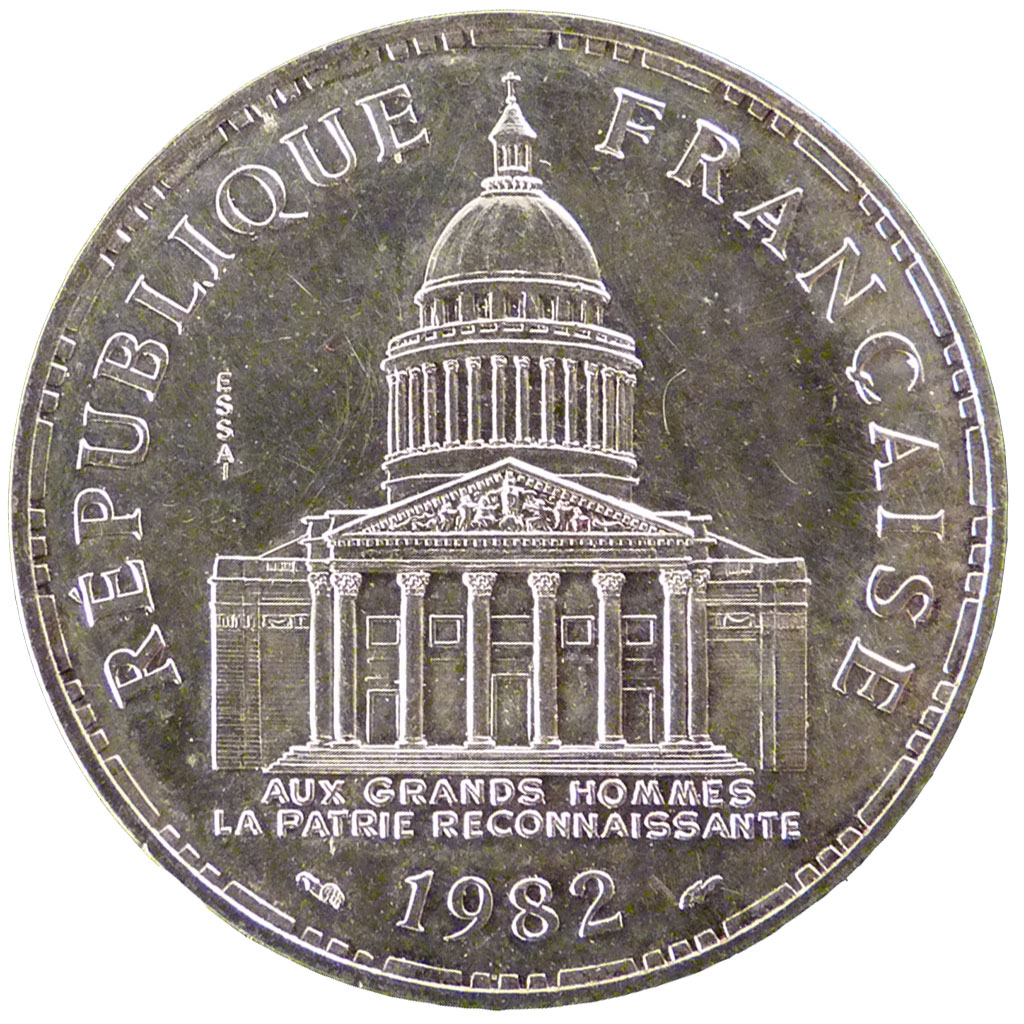 RÉPUBLIQUE FRANÇAISE
ESSAI
AUX GRANDS HOMMES
LA PATRIE RECONNAISSANTE
1982